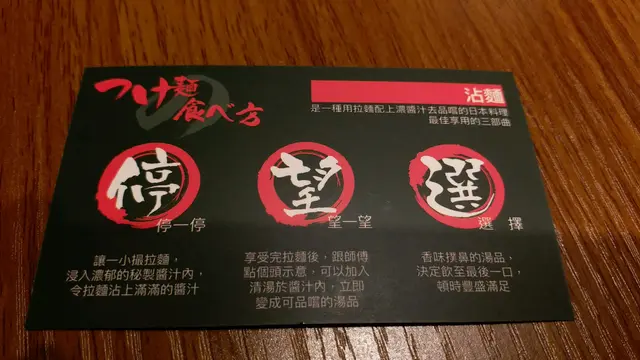 つけ麺の
食べ方
沾麵
是一種用拉麵配上濃醬汁去品嚐的日本料理
最佳享用的三部曲
停
停一停
讓一小撮拉麵，
浸入濃郁的秘製醬汁內，
令拉麵沾上滿滿的醬汁
望
望一望
享受完拉麵後，跟師傅
點個頭示意，可以加入
清湯於醬汁內，立即
變成可品嚐的湯品
選
選擇
香味撲鼻的湯品，
決定飲至最後一口，
頓時豐盛滿足